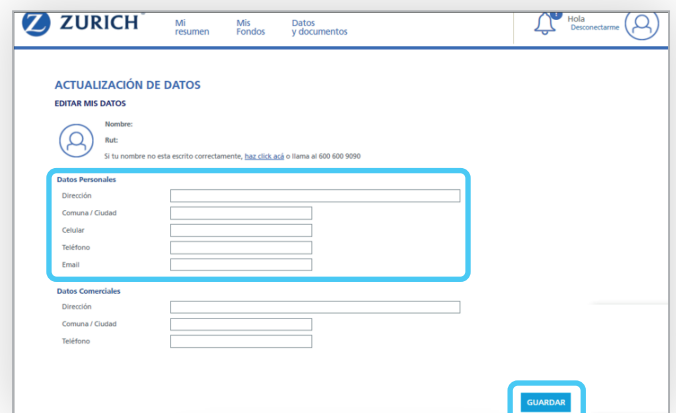 ZURICH
Mi resumen
Mis Fondos
Datos y documentos
1
Hola
Desconectarme
ACTUALIZACIÓN DE DATOS
EDITAR MIS DATOS
Nombre:
Rut:
Si tu nombre no esta escrito correctamente, haz click acá o llama al 600 600 9090
Datos Personales
Dirección
Comuna / Ciudad
Celular
Teléfono
Email
Datos Comerciales
Dirección
Comuna / Ciudad
Teléfono
GUARDAR